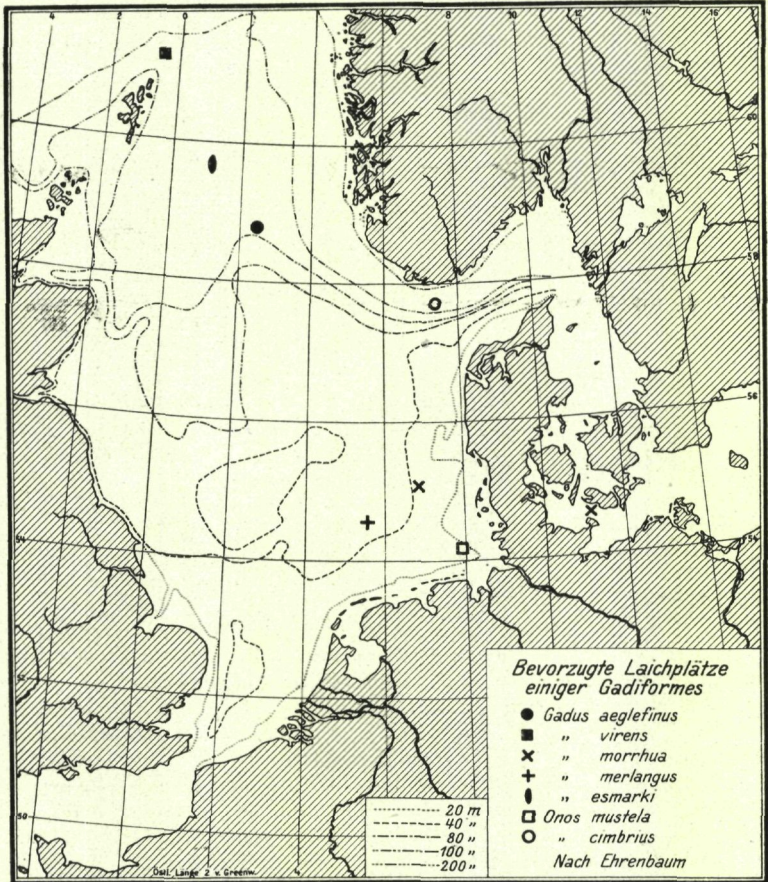 4 2 0 8 10 12 14 16
60
58
56
54 54
52
50
Bevorzugte Laichplätze
einiger Gadiformes
Gadus aeglefinus
„ virens
„ morrhua
„ merlangus
„ esmarki
Onos mustela
„ cimbrius
Nach Ehrenbaum
20 m
40 „
80 „
100 „
200 „
Östl. Länge 2 v. Greenw. 4